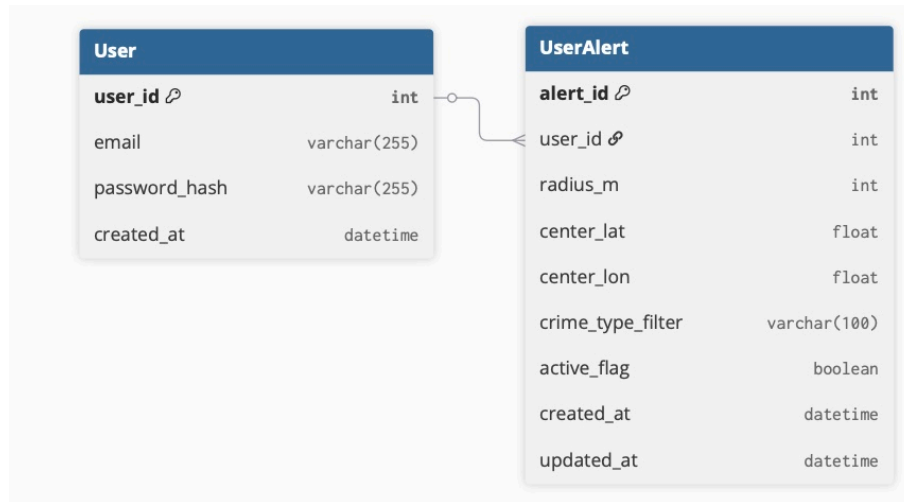 User
user_id int
email varchar(255)
password_hash varchar(255)
created_at datetime
UserAlert
alert_id int
user_id int
radius_m int
center_lat float
center_lon float
crime_type_filter varchar(100)
active_flag boolean
created_at datetime
updated_at datetime